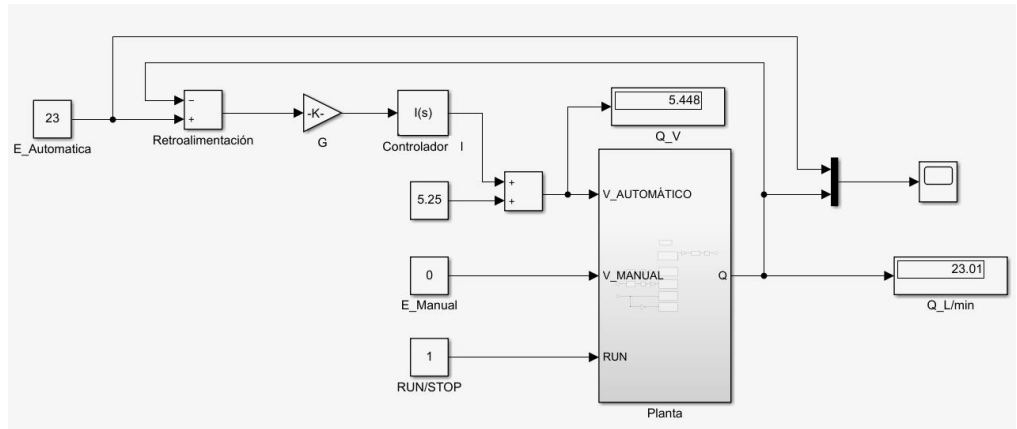 23
E_Automatica
−
+
Retroalimentación
-K-
G
I(s)
Controlador I
5.448
Q_V
5.25
+
+
V_AUTOMÁTICO
0
E_Manual
V_MANUAL
Q
23.01
Q_L/min
1
RUN/STOP
RUN
Planta